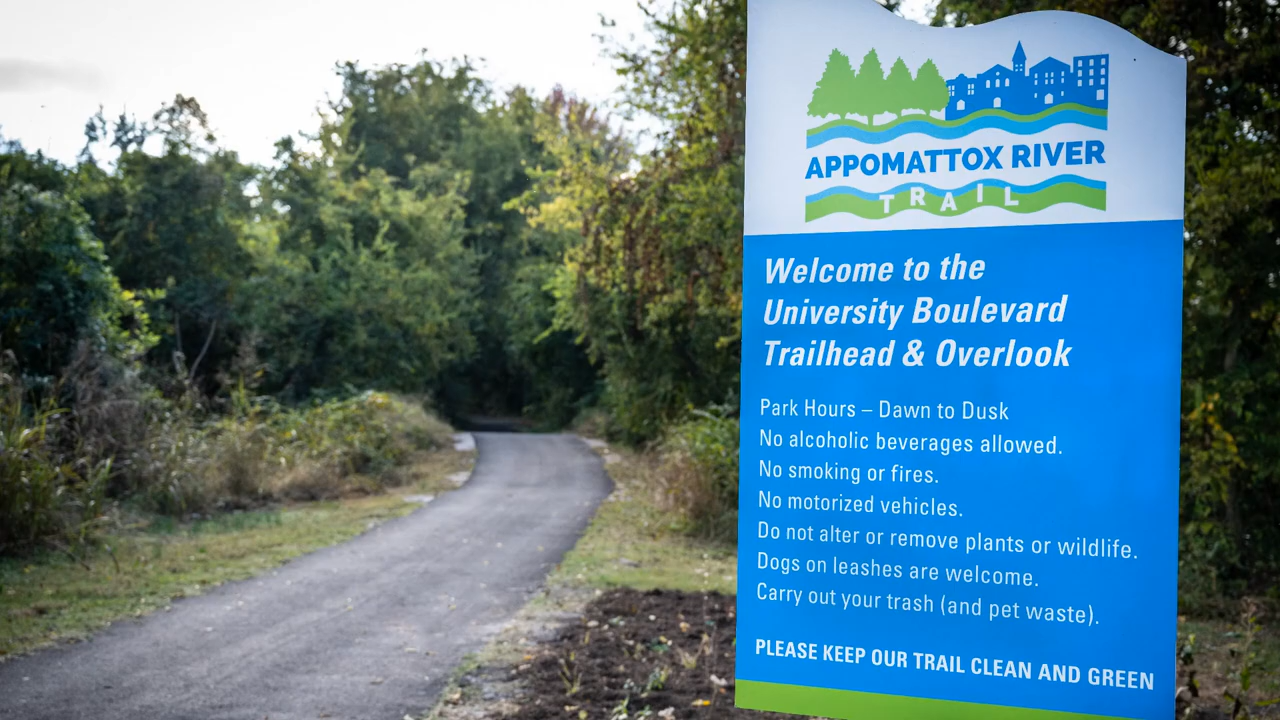 APPOMATTOX RIVER
TRAIL
Welcome to the
University Boulevard
Trailhead & Overlook
Park Hours – Dawn to Dusk
No alcoholic beverages allowed.
No smoking or fires.
No motorized vehicles.
Do not alter or remove plants or wildlife.
Dogs on leashes are welcome.
Carry out your trash (and pet waste).
PLEASE KEEP OUR TRAIL CLEAN AND GREEN